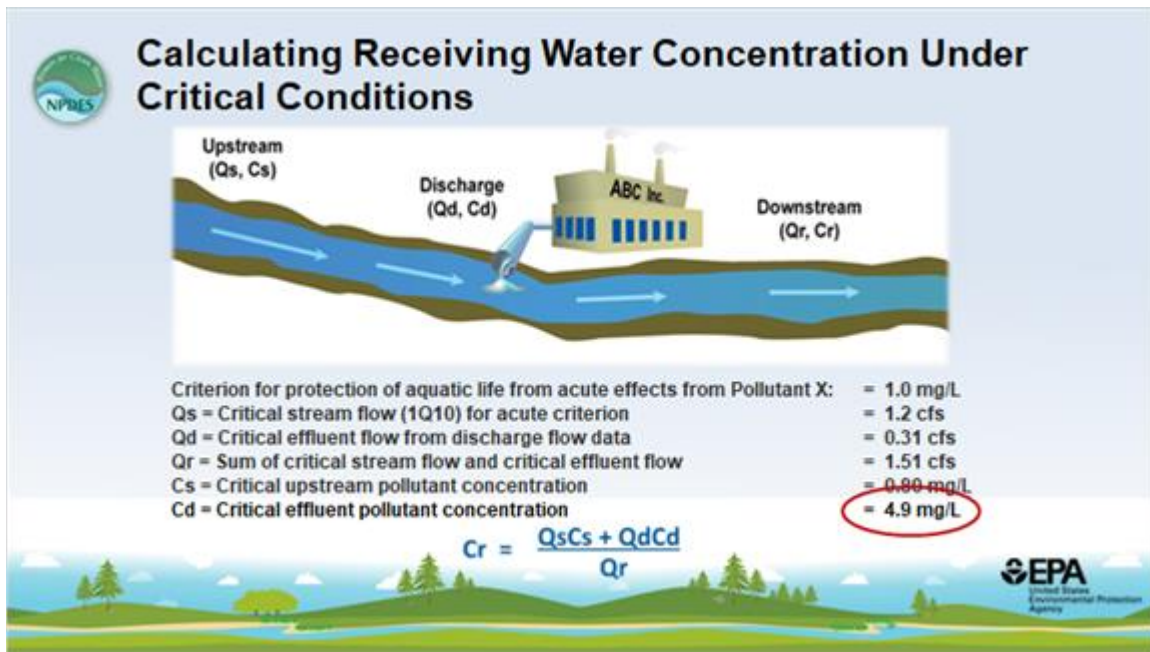 Calculating Receiving Water Concentration Under
Critical Conditions
NPDES
Upstream
(Qs, Cs)
Discharge
(Qd, Cd)
ABC Inc.
Downstream
(Qr, Cr)
Criterion for protection of aquatic life from acute effects from Pollutant X: = 1.0 mg/L
Qs = Critical stream flow (1Q10) for acute criterion = 1.2 cfs
Qd = Critical effluent flow from discharge flow data = 0.31 cfs
Qr = Sum of critical stream flow and critical effluent flow = 1.51 cfs
Cs = Critical upstream pollutant concentration = 0.80 mg/L
Cd = Critical effluent pollutant concentration = 4.9 mg/L
Cr = QsCs + QdCd
Qr
EPA
United States
Environmental Protection
Agency